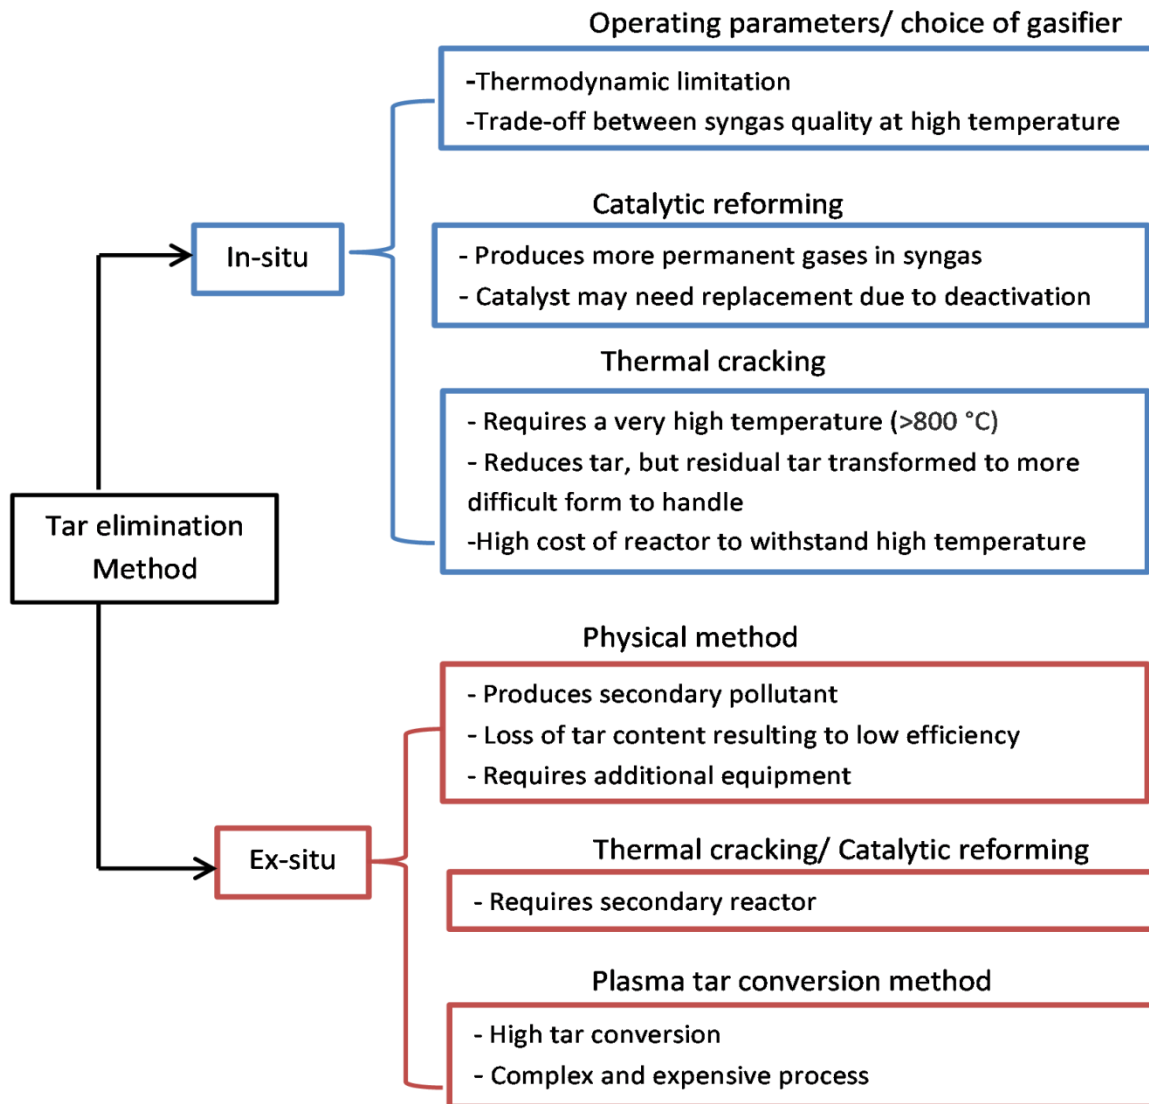 Operating parameters/ choice of gasifier
-Thermodynamic limitation
-Trade-off between syngas quality at high temperature
Catalytic reforming
In-situ
- Produces more permanent gases in syngas
- Catalyst may need replacement due to deactivation
Thermal cracking
- Requires a very high temperature (>800 °C)
- Reduces tar, but residual tar transformed to more
difficult form to handle
-High cost of reactor to withstand high temperature
Tar elimination
Method
Physical method
- Produces secondary pollutant
- Loss of tar content resulting to low efficiency
- Requires additional equipment
Ex-situ
Thermal cracking/ Catalytic reforming
- Requires secondary reactor
Plasma tar conversion method
- High tar conversion
- Complex and expensive process